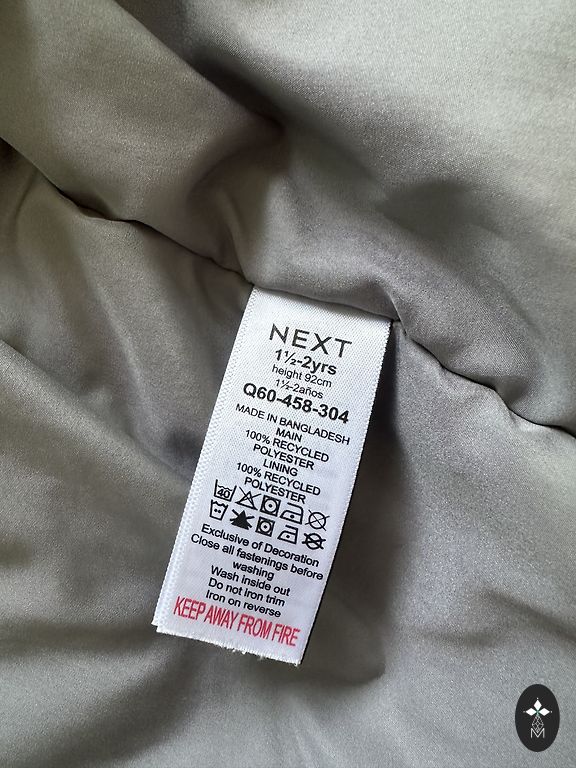 NEXT
1½-2yrs
height 92cm
1½-2años
Q60-458-304
MADE IN BANGLADESH
MAIN
100% RECYCLED
POLYESTER
LINING
100% RECYCLED
POLYESTER
40
Exclusive of Decoration
Close all fastenings before
washing
Wash inside out
Do not iron trim
Iron on reverse
KEEP AWAY FROM FIRE
M